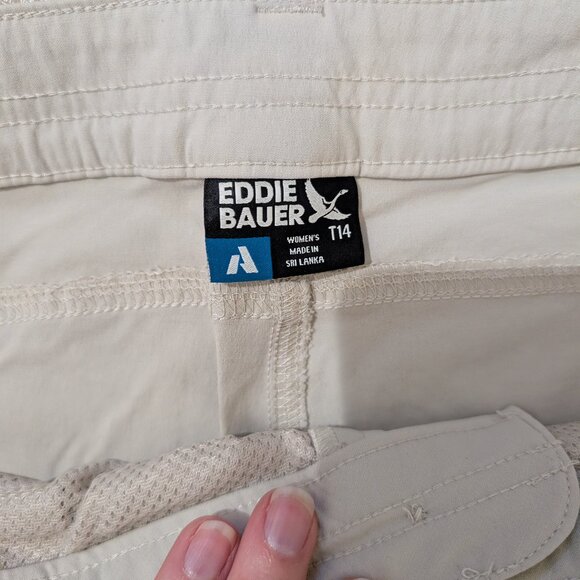 EDDIE
BAUER
T14
WOMEN'S
MADE IN
SRI LANKA